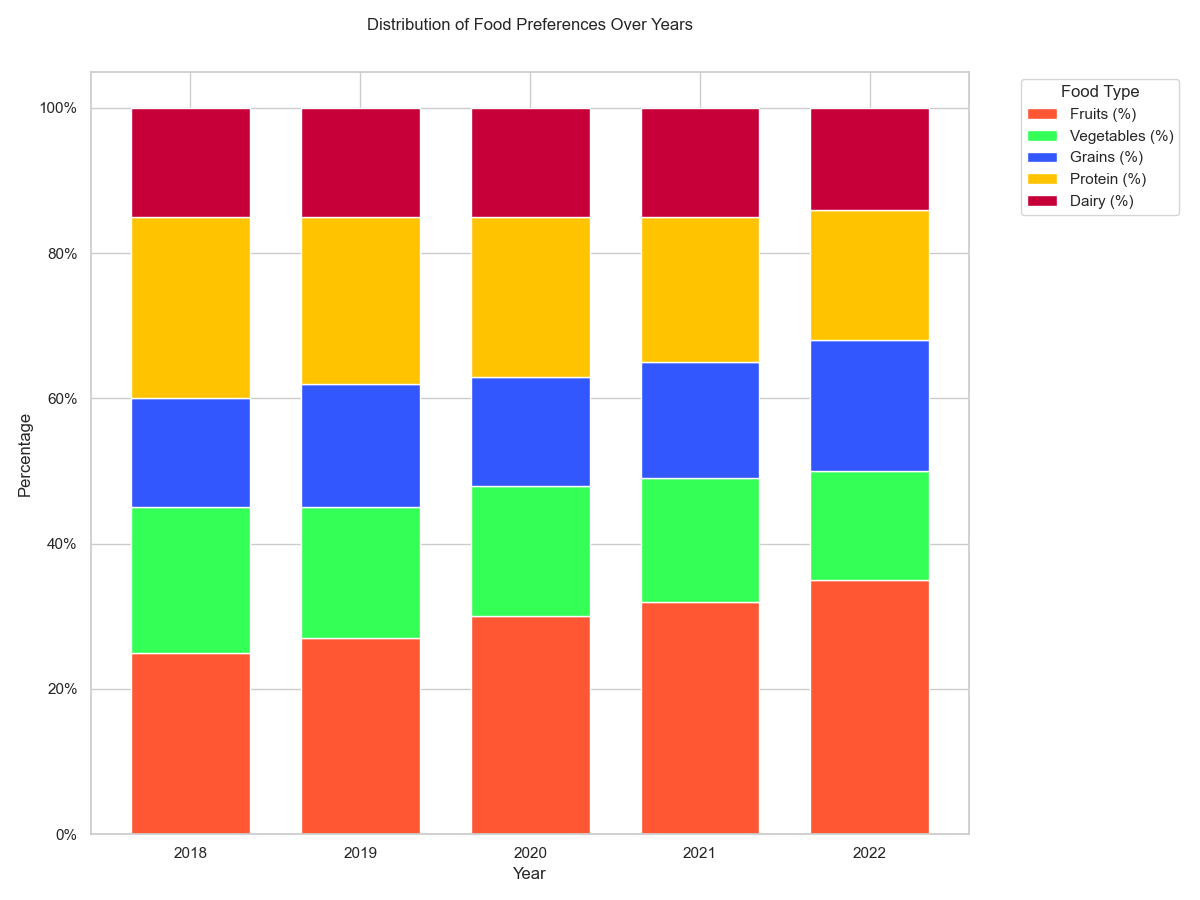 Distribution of Food Preferences Over Years
Food Type
Fruits (%)
Vegetables (%)
Grains (%)
Protein (%)
Dairy (%)
Percentage
100%
80%
60%
40%
20%
0%
2018 2019 2020 2021 2022
Year